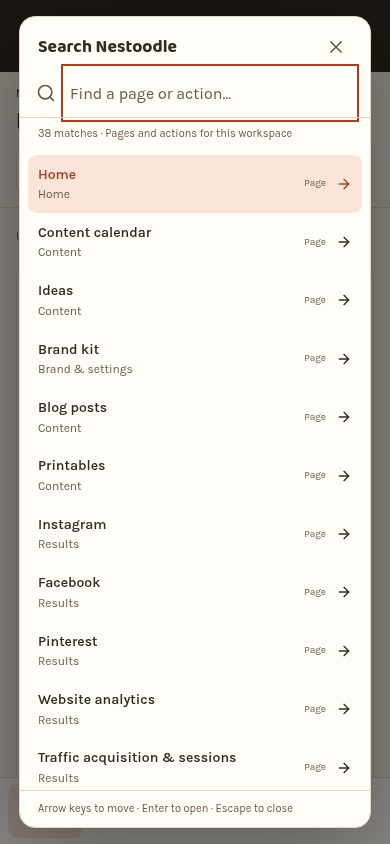 Search Nestoodle
Find a page or action...
38 matches · Pages and actions for this workspace
Home
Home
Page
Content calendar
Content
Page
Ideas
Content
Page
Brand kit
Brand & settings
Page
Blog posts
Content
Page
Printables
Content
Page
Instagram
Results
Page
Facebook
Results
Page
Pinterest
Results
Page
Website analytics
Results
Page
Traffic acquisition & sessions
Results
Page
Arrow keys to move · Enter to open · Escape to close